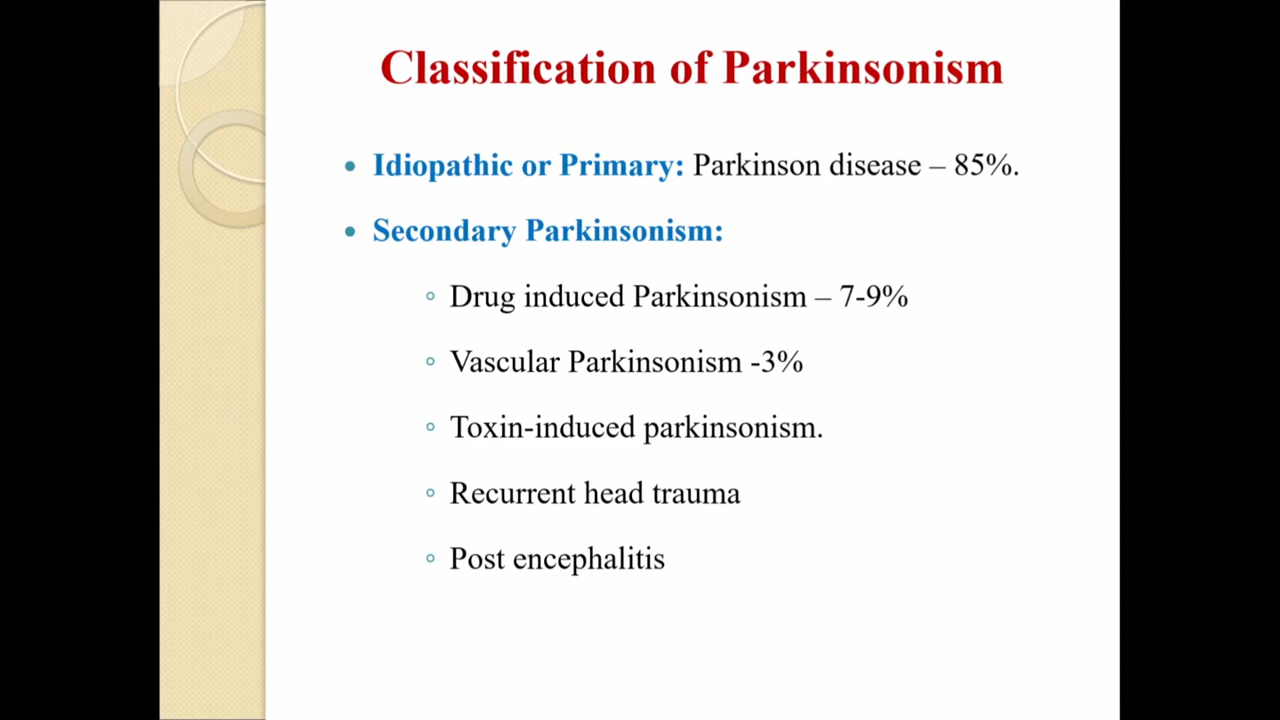 Classification of Parkinsonism
• Idiopathic or Primary: Parkinson disease – 85%.
• Secondary Parkinsonism:
◦ Drug induced Parkinsonism – 7-9%
◦ Vascular Parkinsonism -3%
◦ Toxin-induced parkinsonism.
◦ Recurrent head trauma
◦ Post encephalitis